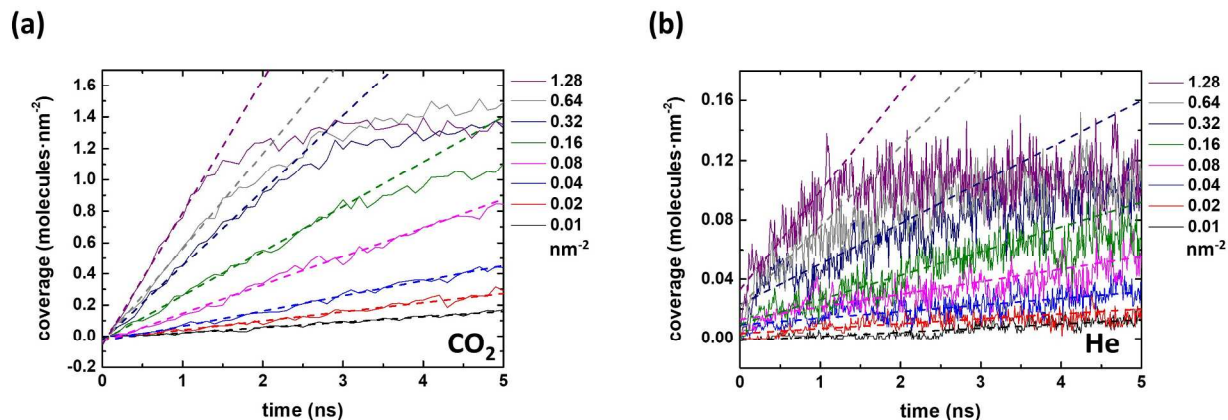 (a)
coverage (molecules·nm⁻²)
1.6
1.4
1.2
1.0
0.8
0.6
0.4
0.2
0.0
-0.2
0 1 2 3 4 5
time (ns)
CO₂
1.28
0.64
0.32
0.16
0.08
0.04
0.02
0.01
nm⁻²
(b)
coverage (molecules·nm⁻²)
0.16
0.12
0.08
0.04
0.00
0 1 2 3 4 5
time (ns)
He
1.28
0.64
0.32
0.16
0.08
0.04
0.02
0.01
nm⁻²